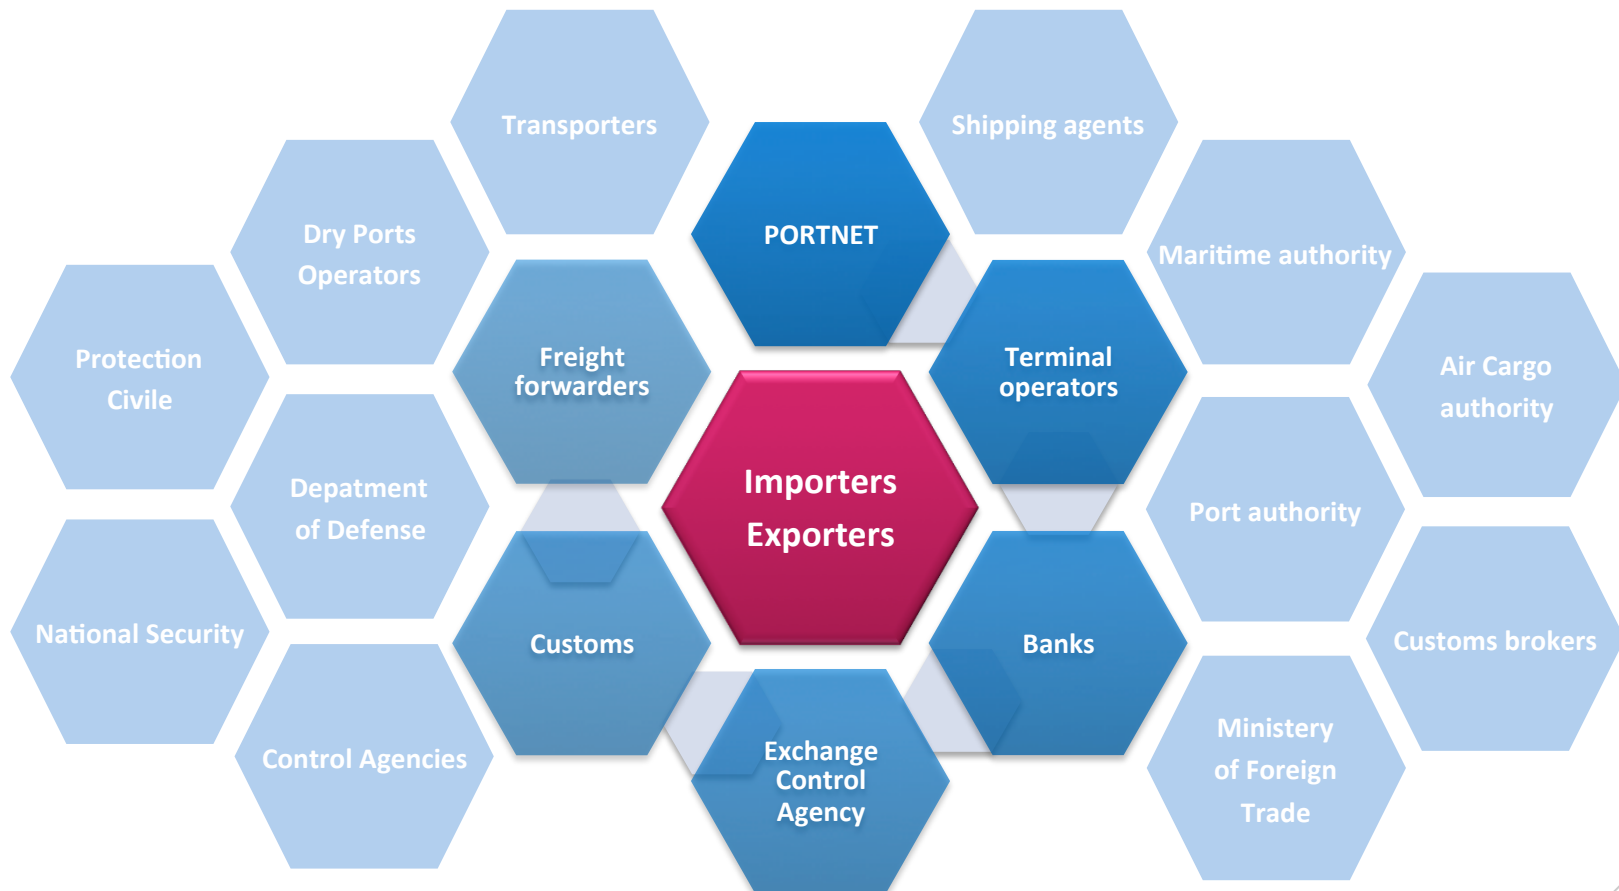 Transporters
Shipping agents
PORTNET
Dry Ports
Operators
Maritime authority
Protection
Civile
Freight
forwarders
Terminal
operators
Air Cargo
authority
Importers
Exporters
Depatment
of Defense
Port authority
National Security
Customs
Banks
Customs brokers
Control Agencies
Exchange
Control
Agency
Ministery
of Foreign
Trade